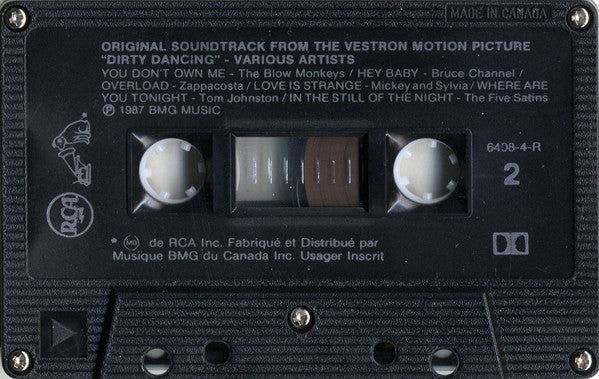 MADE IN CANADA
ORIGINAL SOUNDTRACK FROM THE VESTRON MOTION PICTURE
"DIRTY DANCING" - VARIOUS ARTISTS
YOU DON'T OWN ME - The Blow Monkeys / HEY BABY - Bruce Channel /
OVERLOAD - Zappacosta / LOVE IS STRANGE - Mickey and Sylvia / WHERE ARE
YOU TONIGHT - Tom Johnston / IN THE STILL OF THE NIGHT - The Five Satins
℗ 1987 BMG MUSIC
6408-4-R
2
RCA
* MD de RCA Inc. Fabriqué et Distribué par
Musique BMG du Canada Inc. Usager Inscrit